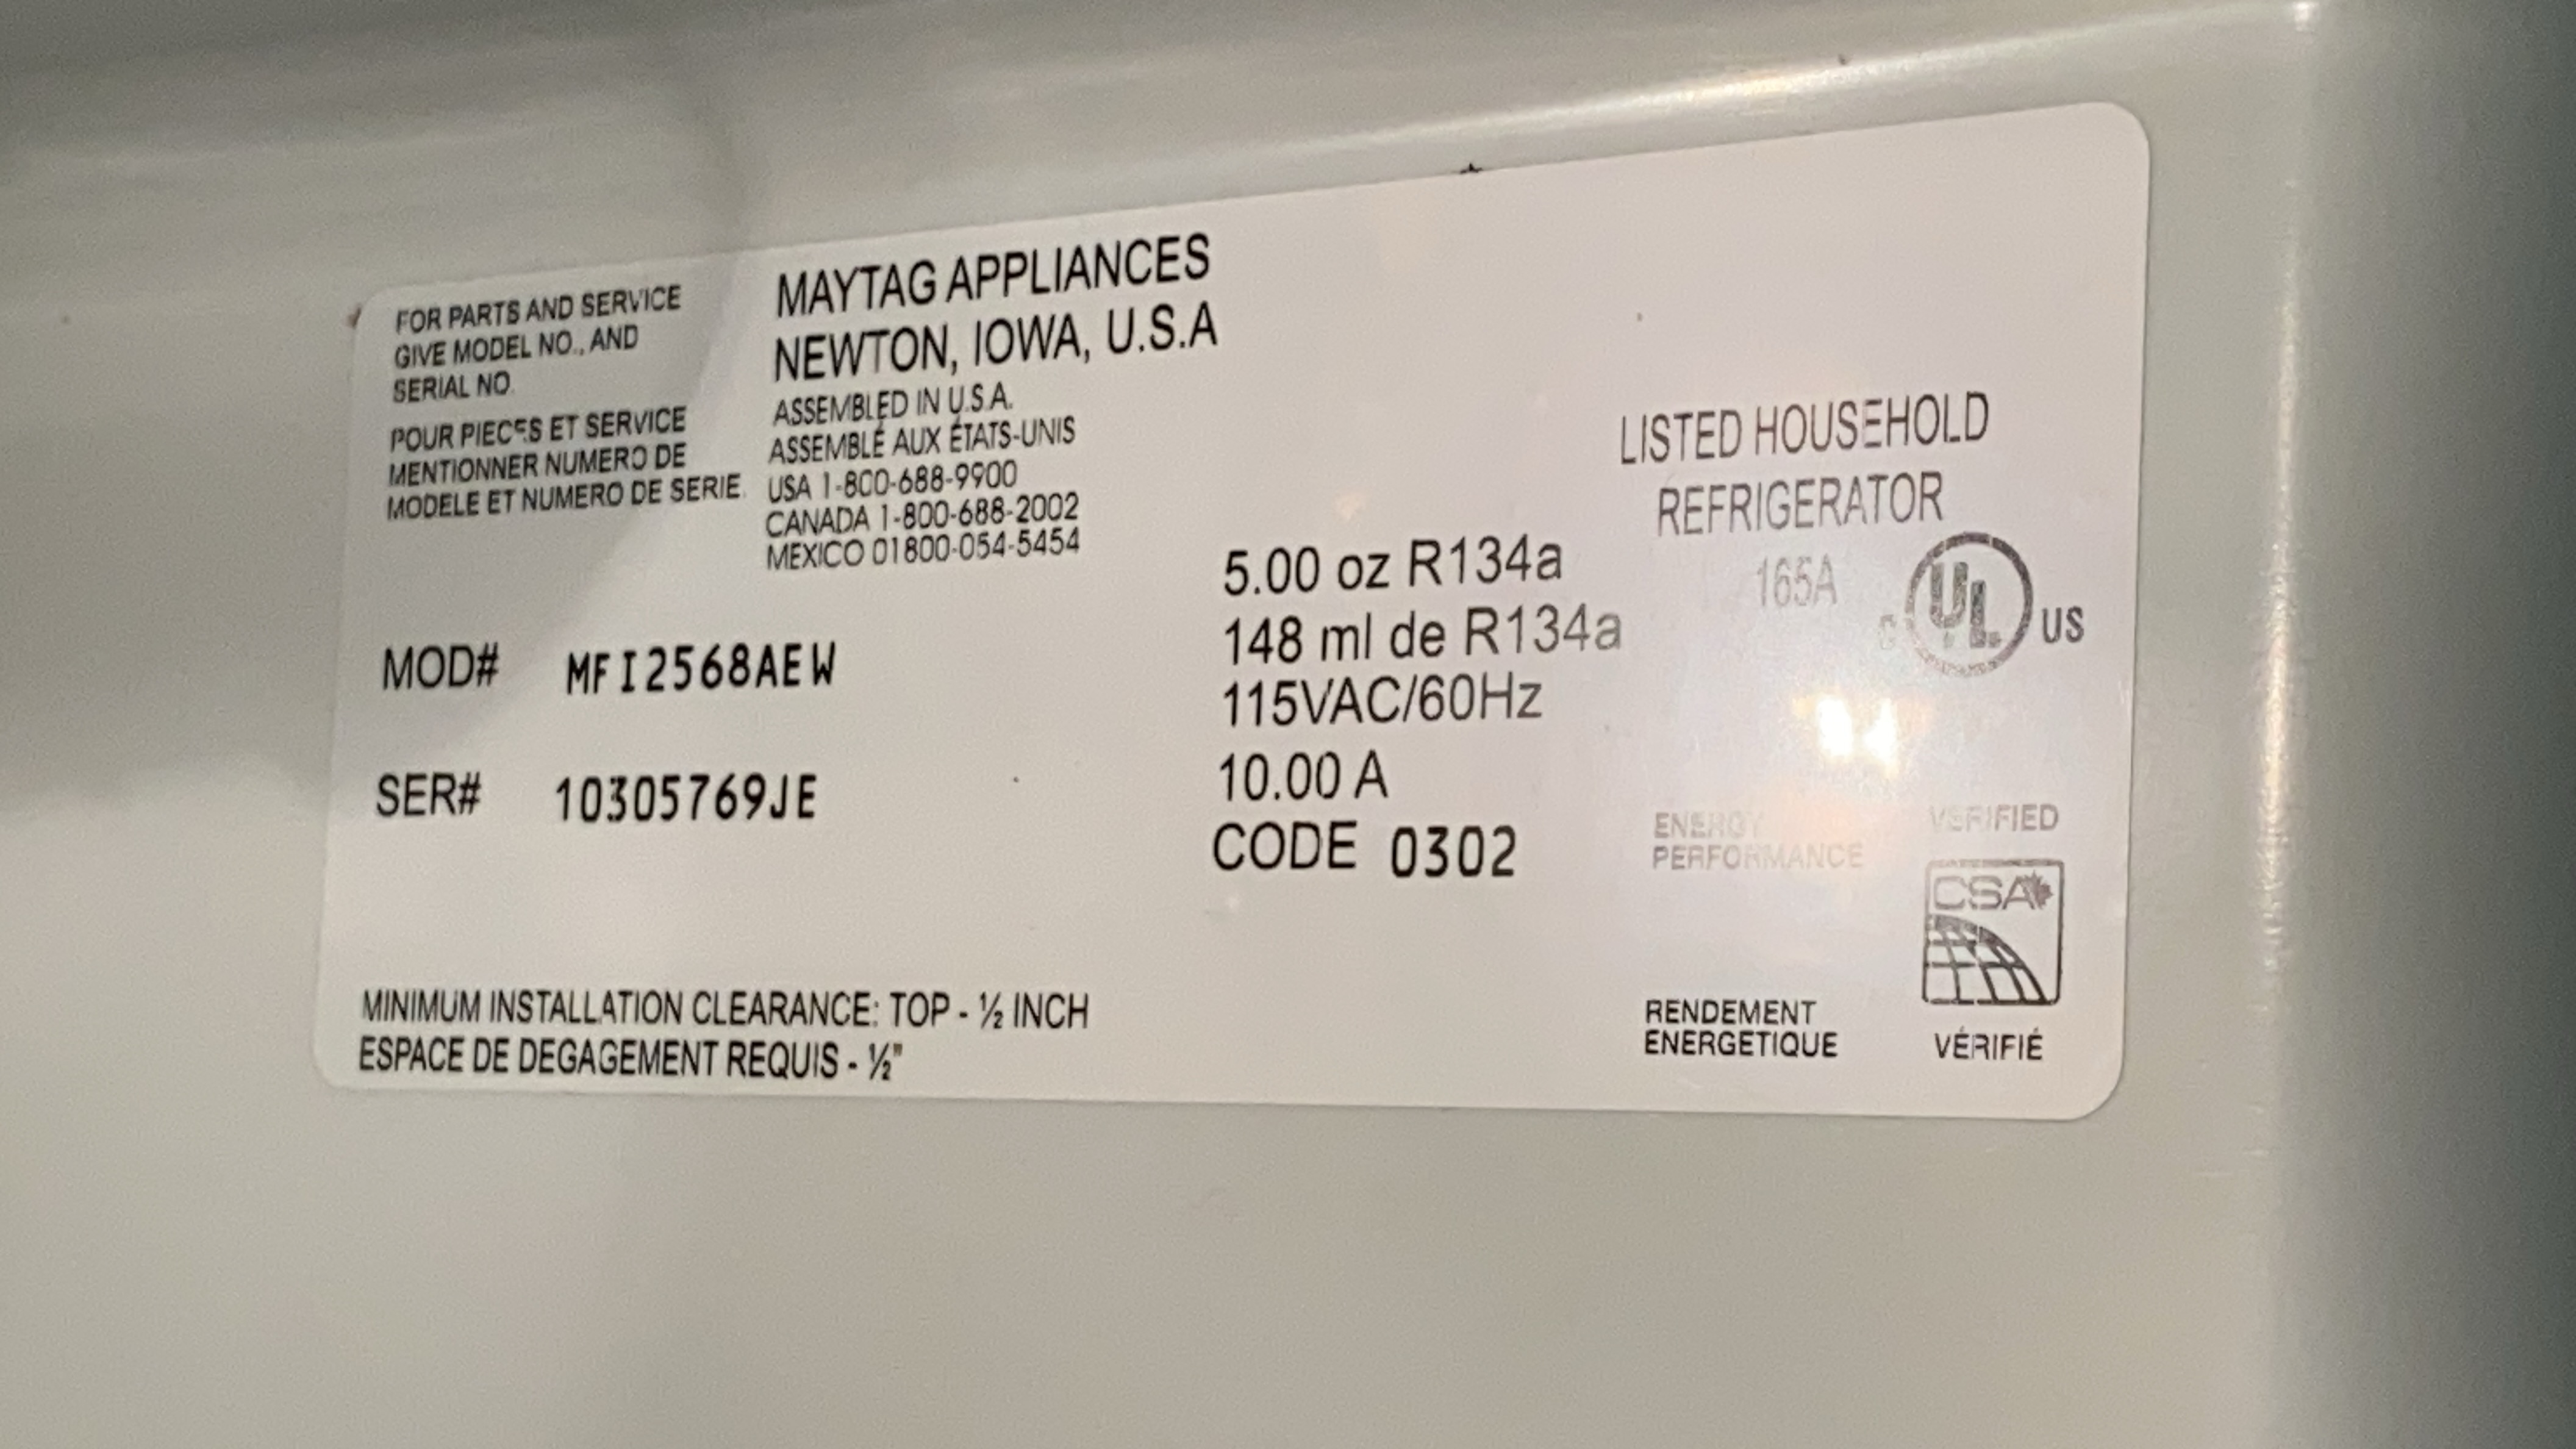 FOR PARTS AND SERVICE
GIVE MODEL NO., AND
SERIAL NO.
POUR PIECES ET SERVICE
MENTIONNER NUMERO DE
MODELE ET NUMERO DE SERIE.
MAYTAG APPLIANCES
NEWTON, IOWA, U.S.A
ASSEMBLED IN U.S.A.
ASSEMBLÉ AUX ÉTATS-UNIS
USA 1-800-688-9900
CANADA 1-800-688-2002
MEXICO 01800-054-5454
MOD# MFI2568AEW
SER# 10305769JE
5.00 oz R134a
148 ml de R134a
115VAC/60Hz
10.00 A
CODE 0302
LISTED HOUSEHOLD
REFRIGERATOR
165A
C UL US
ENERGY
PERFORMANCE
VERIFIED
CSA
RENDEMENT
ENERGETIQUE
VÉRIFIÉ
MINIMUM INSTALLATION CLEARANCE: TOP - ½ INCH
ESPACE DE DEGAGEMENT REQUIS - ½"